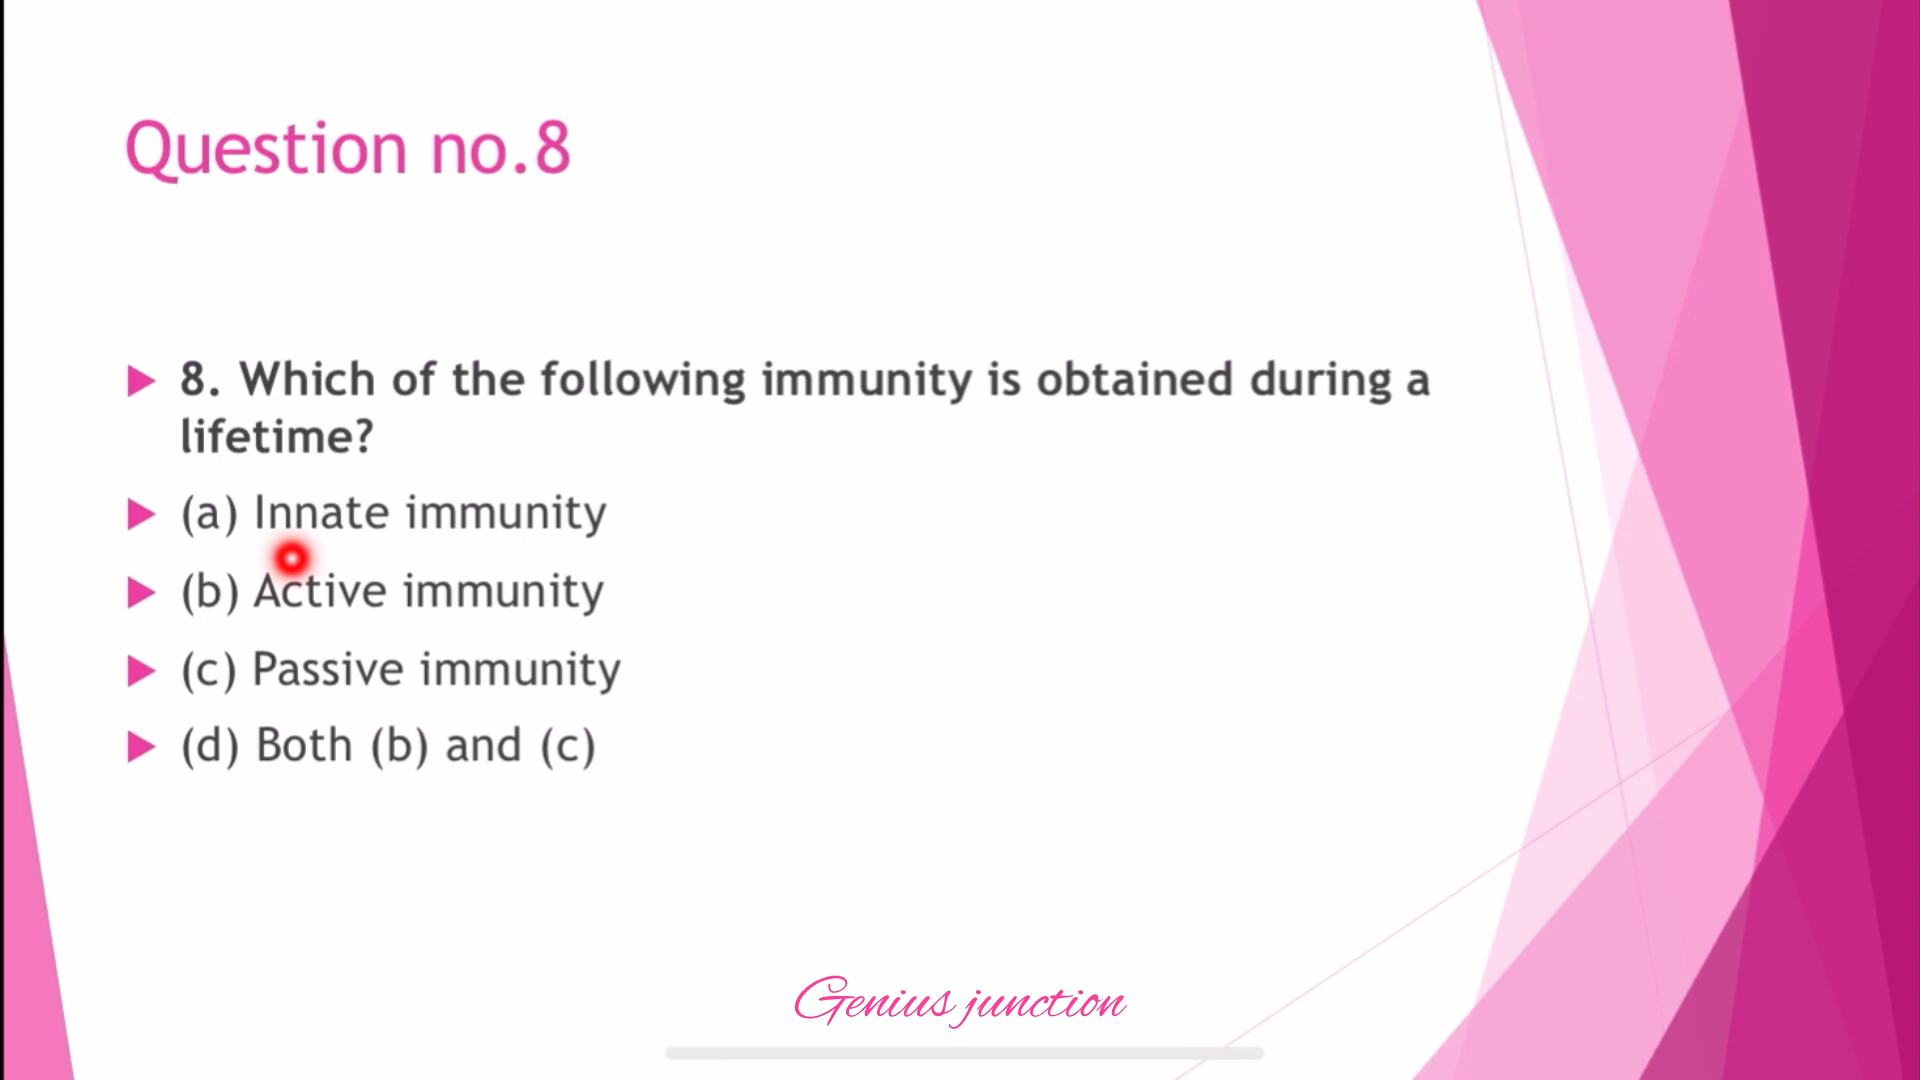 Question no.8
8. Which of the following immunity is obtained during a
lifetime?
(a) Innate immunity
(b) Active immunity
(c) Passive immunity
(d) Both (b) and (c)
Genius junction